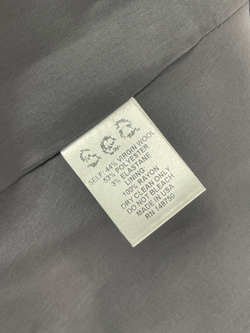 SER
SELF: 44% VIRGIN WOOL
53% POLYESTER
3% ELASTANE
LINING:
100% RAYON
DRY CLEAN ONLY
DO NOT BLEACH
MADE IN USA
RN 148750